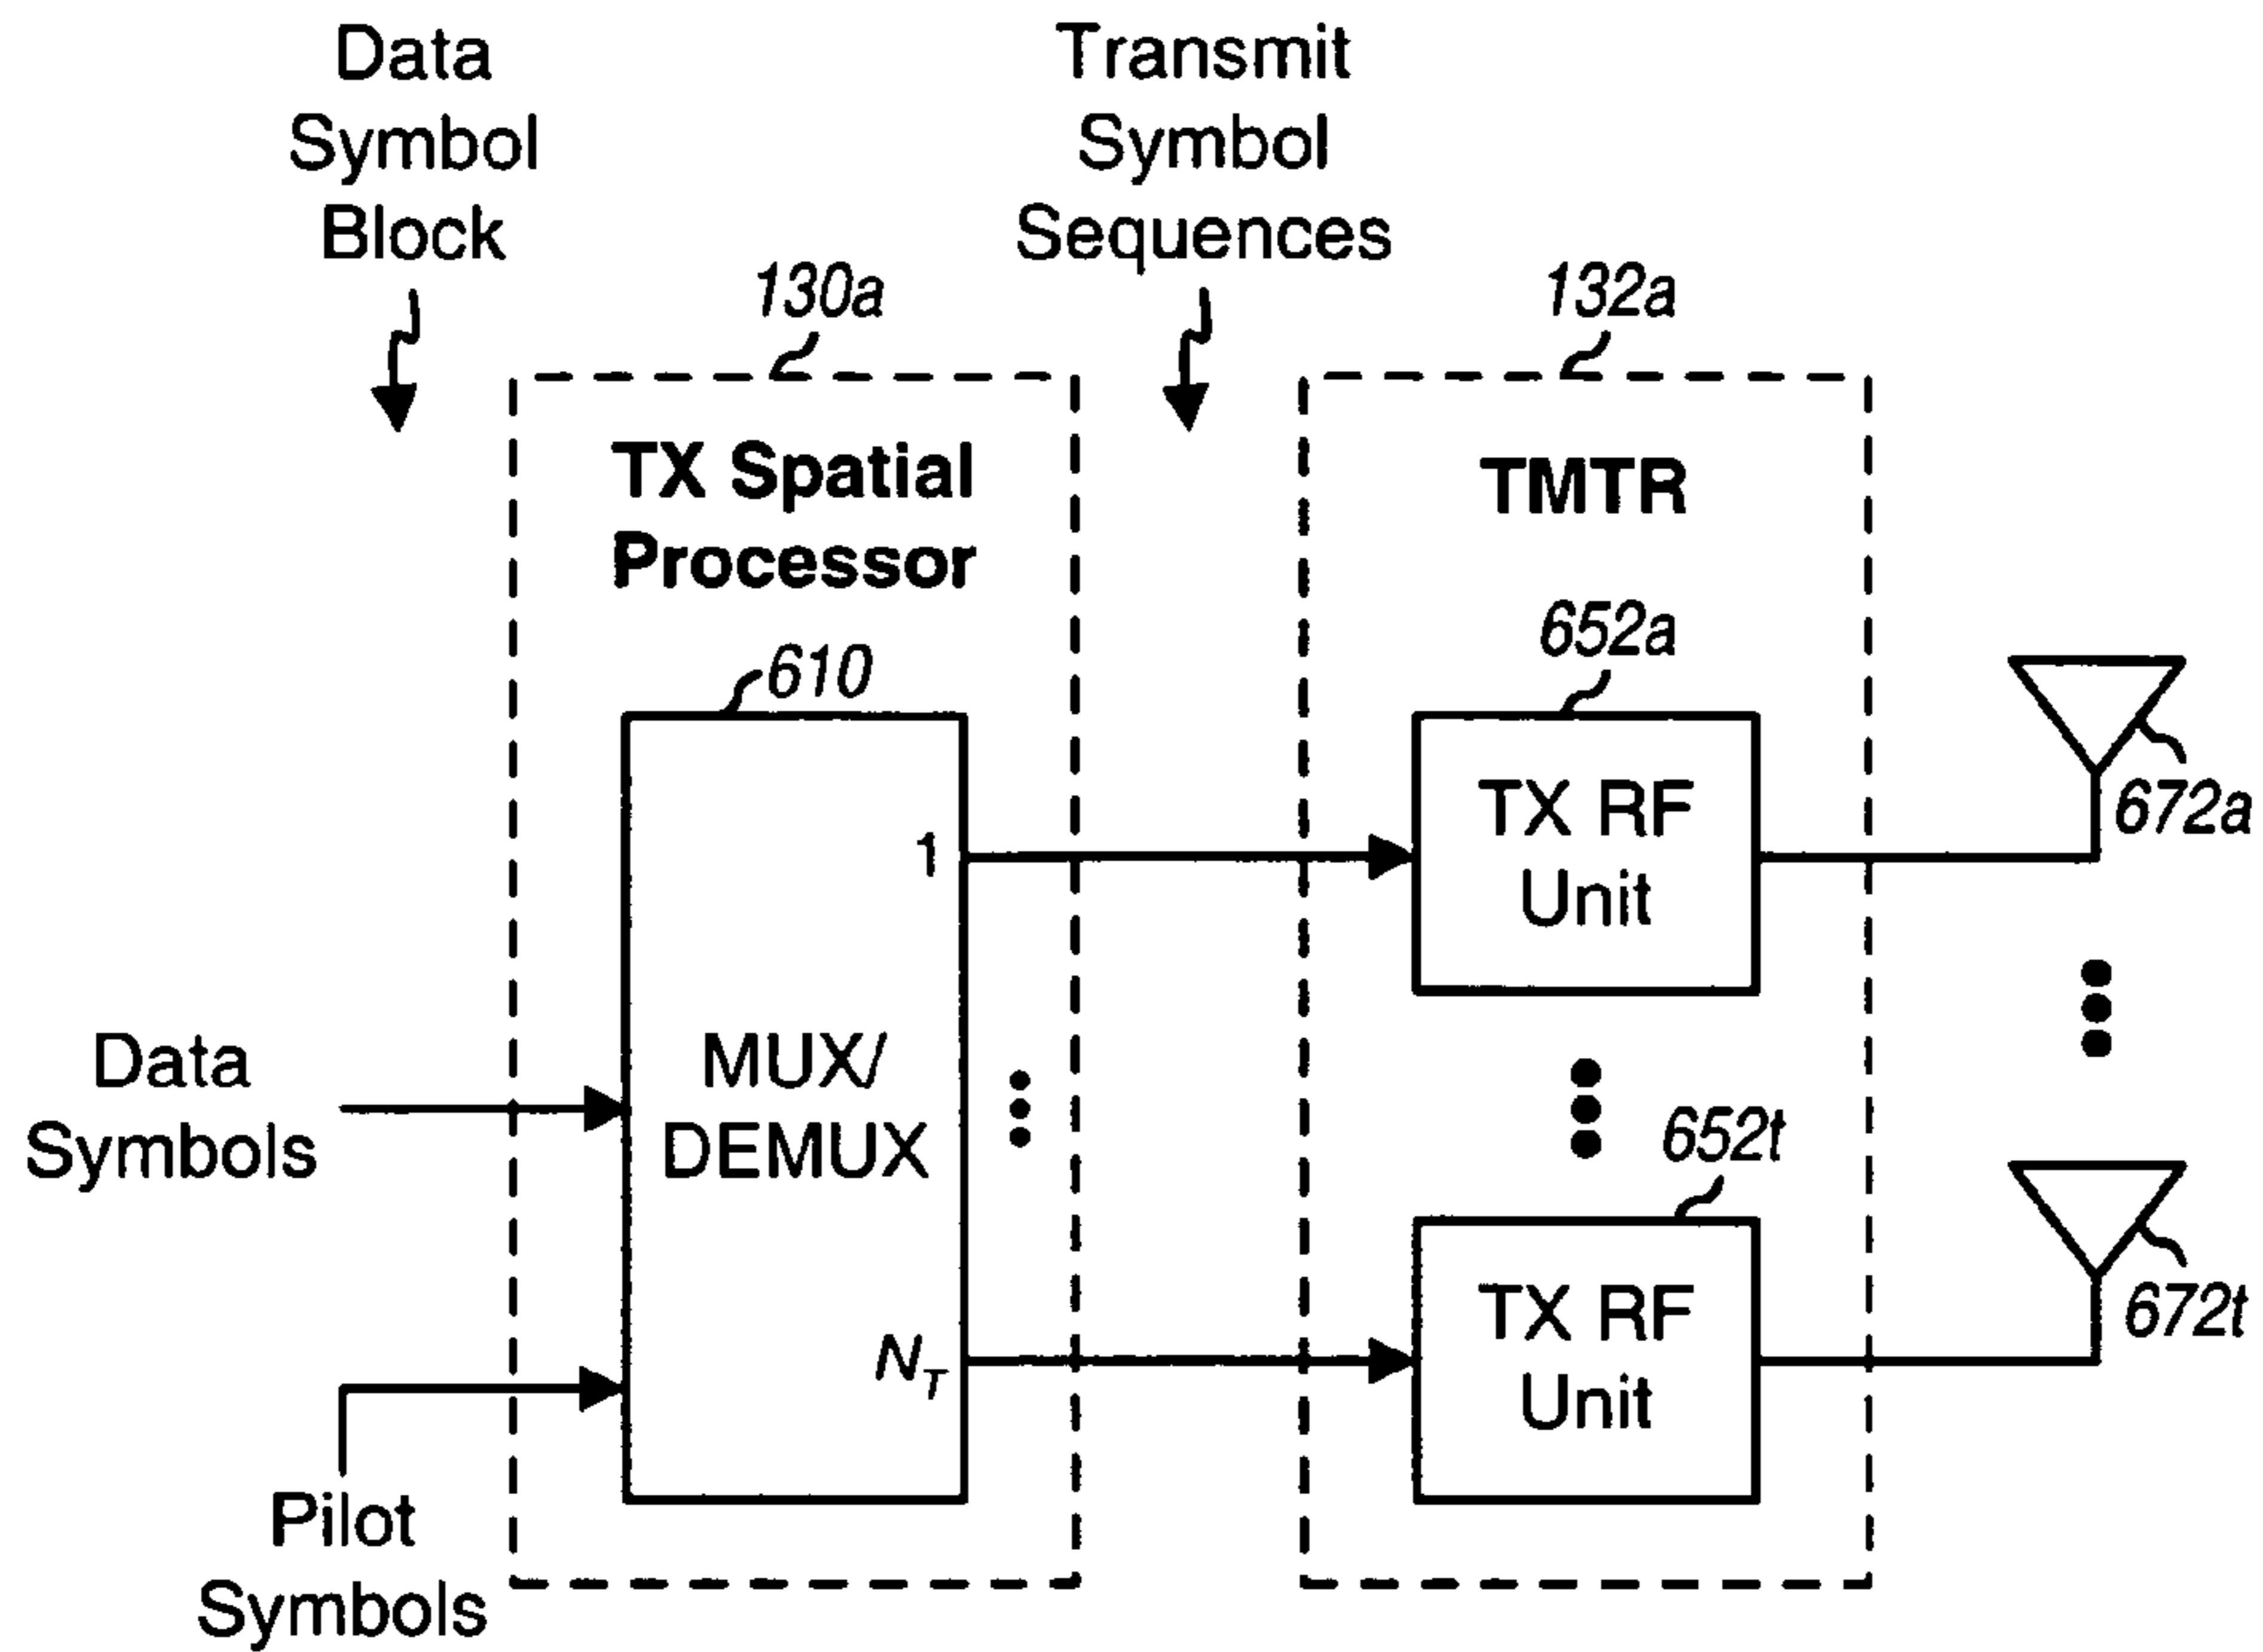 Data
Symbol
Block
Transmit
Symbol
Sequences
130a
132a
TX Spatial
Processor
TMTR
610
652a
1
TX RF
Unit
672a
Data
Symbols
MUX/
DEMUX
652t
N_T
TX RF
Unit
672t
Pilot
Symbols